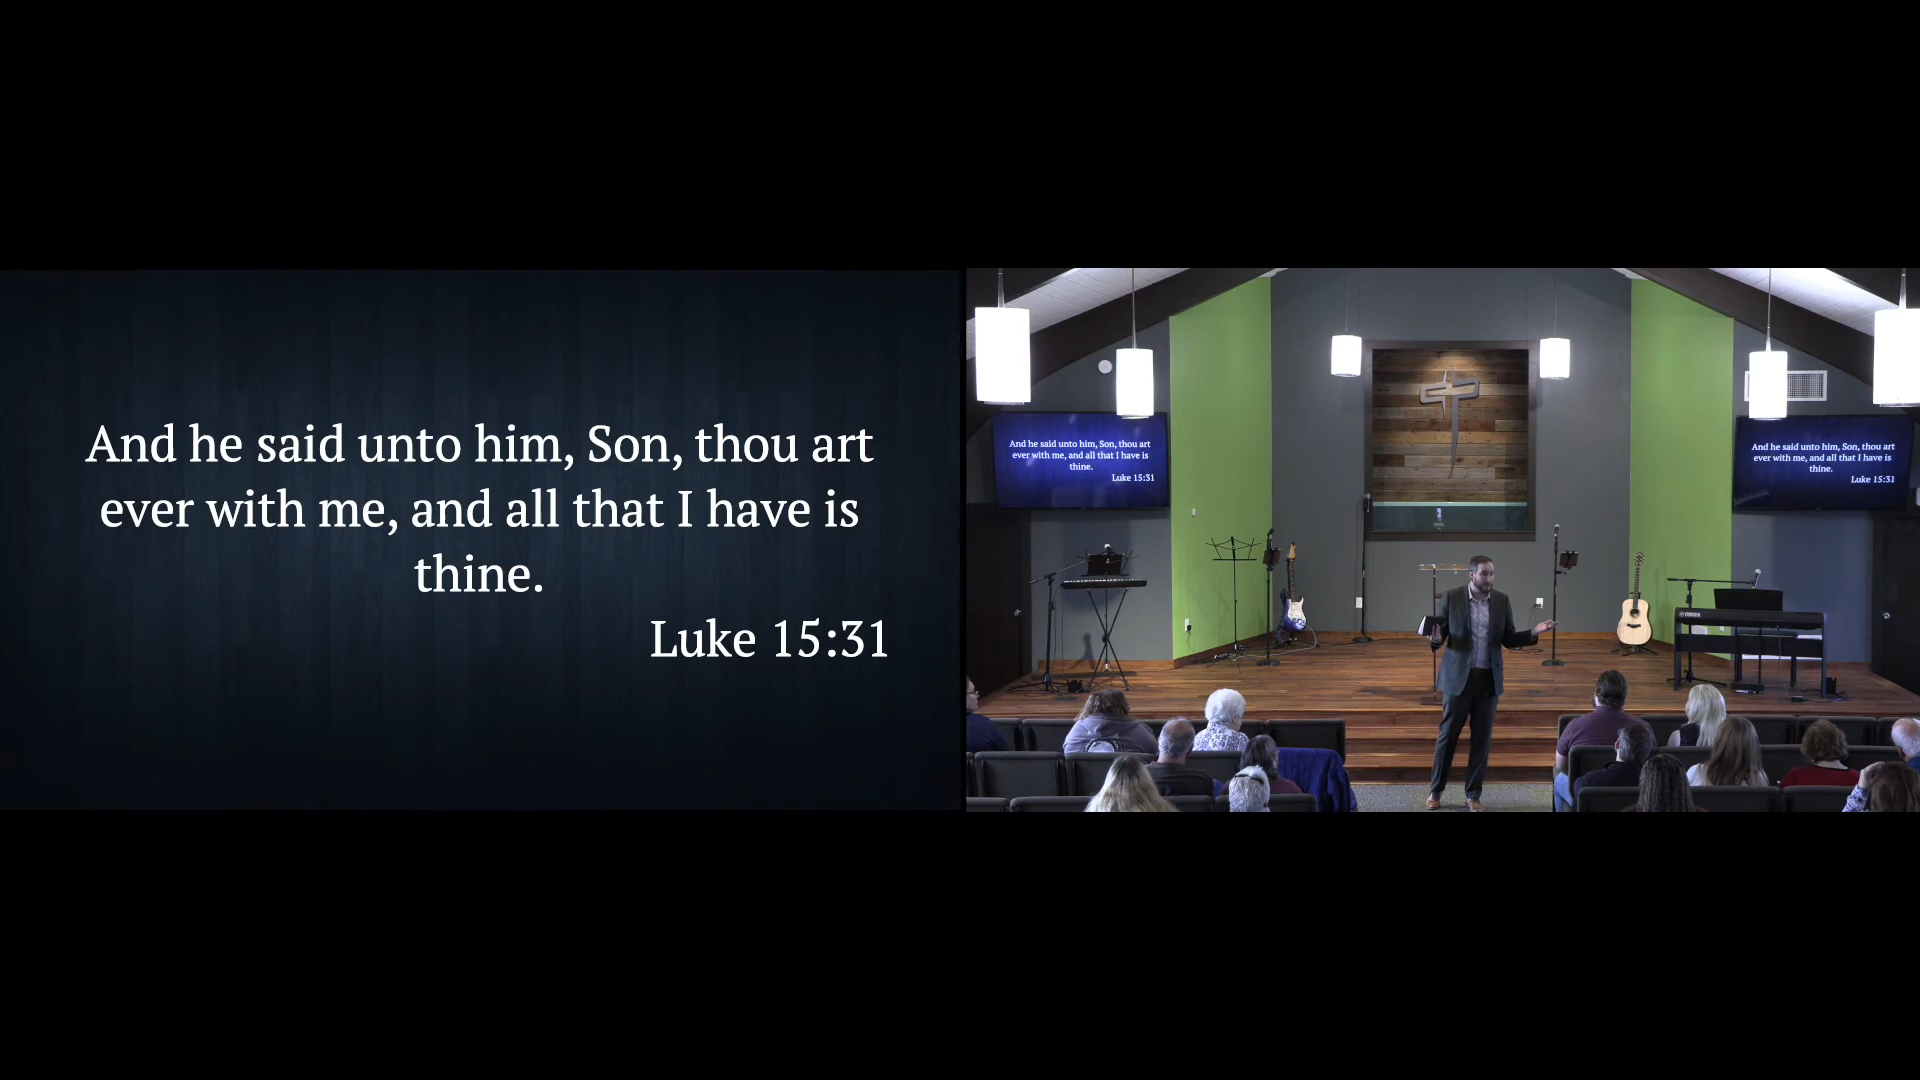 And he said unto him, Son, thou art
ever with me, and all that I have is
thine.
Luke 15:31
And he said unto him, Son, thou art
ever with me, and all that I have is
thine.
Luke 15:31
And he said unto him, Son, thou art
ever with me, and all that I have is
thine.
Luke 15:31
YAMAHA